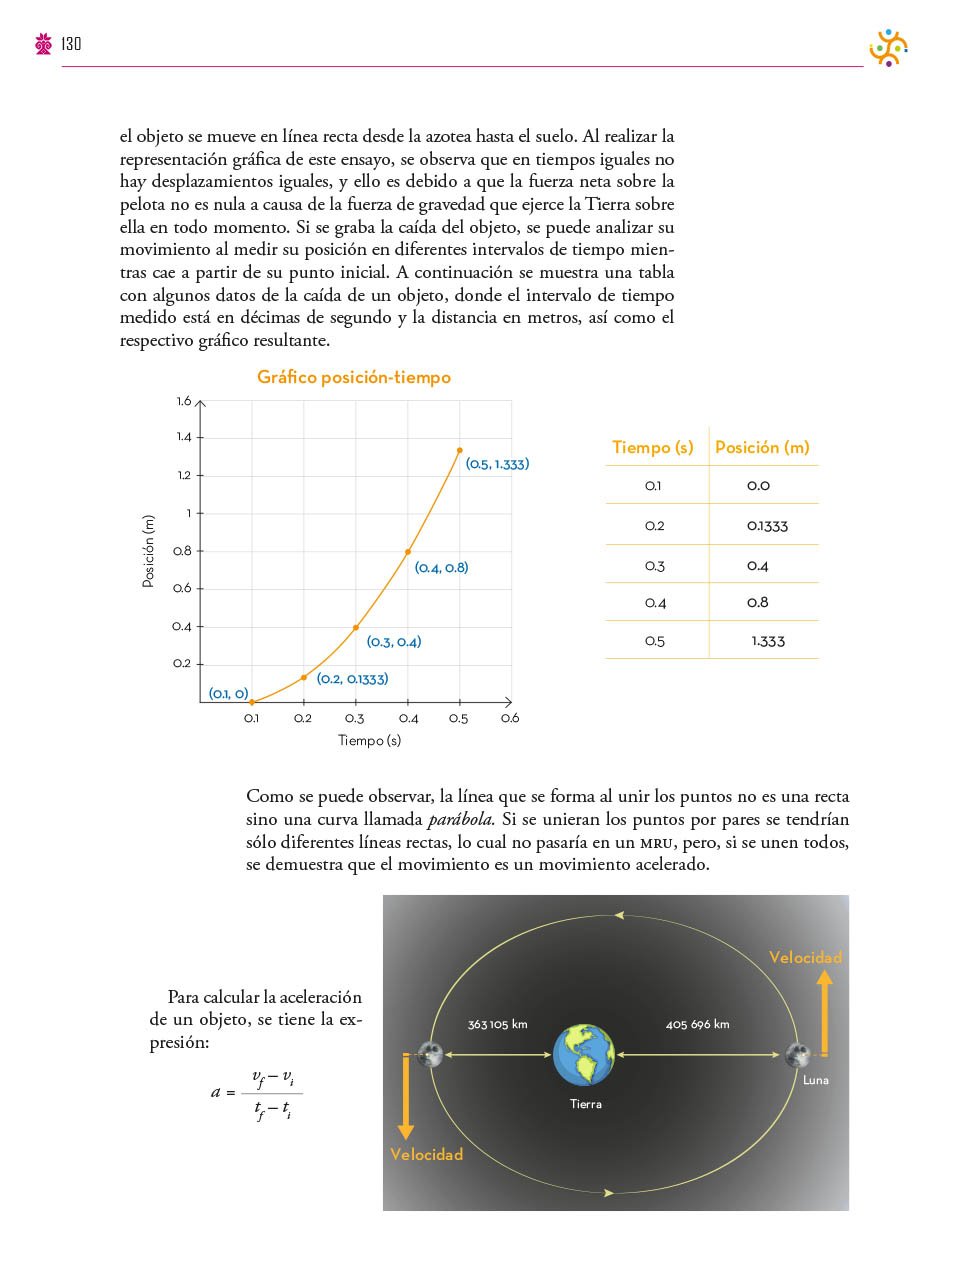 130
el objeto se mueve en línea recta desde la azotea hasta el suelo. Al realizar la
representación gráfica de este ensayo, se observa que en tiempos iguales no
hay desplazamientos iguales, y ello es debido a que la fuerza neta sobre la
pelota no es nula a causa de la fuerza de gravedad que ejerce la Tierra sobre
ella en todo momento. Si se graba la caída del objeto, se puede analizar su
movimiento al medir su posición en diferentes intervalos de tiempo mien-
tras cae a partir de su punto inicial. A continuación se muestra una tabla
con algunos datos de la caída de un objeto, donde el intervalo de tiempo
medido está en décimas de segundo y la distancia en metros, así como el
respectivo gráfico resultante.
Gráfico posición-tiempo
1.6
1.4
1.2
1
0.8
0.6
0.4
0.2
Posición (m)
(0.5, 1.333)
(0.4, 0.8)
(0.3, 0.4)
(0.2, 0.1333)
(0.1, 0)
0.1 0.2 0.3 0.4 0.5 0.6
Tiempo (s)
Tiempo (s) Posición (m)
0.1 0.0
0.2 0.1333
0.3 0.4
0.4 0.8
0.5 1.333
Como se puede observar, la línea que se forma al unir los puntos no es una recta
sino una curva llamada parábola. Si se unieran los puntos por pares se tendrían
sólo diferentes líneas rectas, lo cual no pasaría en un MRU, pero, si se unen todos,
se demuestra que el movimiento es un movimiento acelerado.
Para calcular la aceleración
de un objeto, se tiene la ex-
presión:
a = v_f – v_i
t_f – t_i
Velocidad
363 105 km
405 696 km
Luna
Tierra
Velocidad